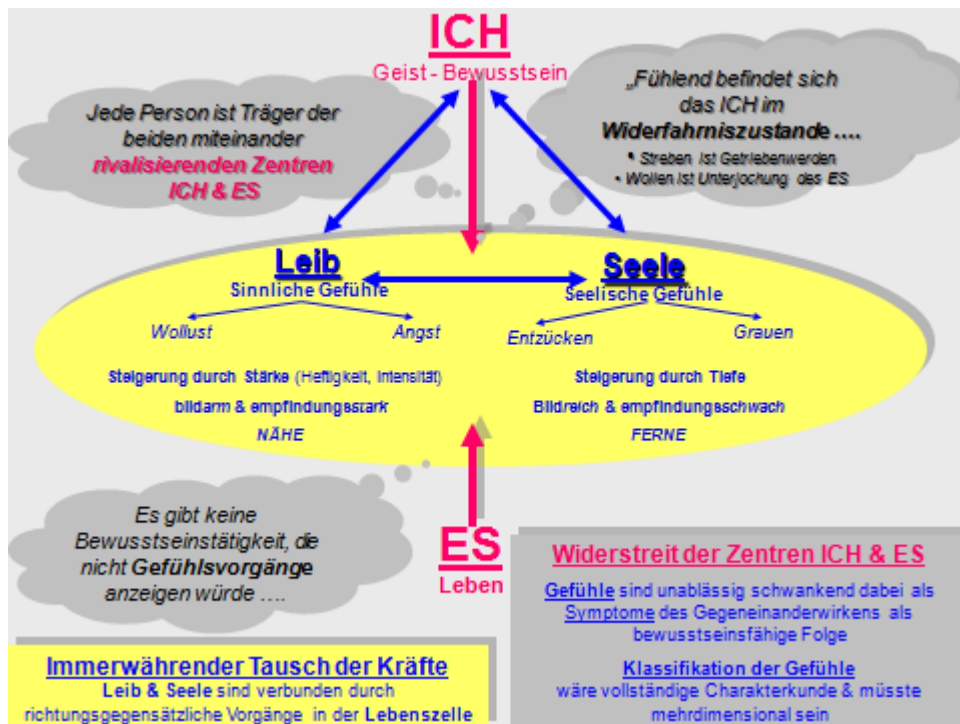 ICH
Geist - Bewusstsein
Jede Person ist Träger der
beiden miteinander
rivalisierenden Zentren
ICH & ES
„Fühlend befindet sich
das ICH im
Widerfahrniszustande ....
• Streben ist Getriebenwerden
• Wollen ist Unterjochung des ES
Leib
Sinnliche Gefühle
Wollust
Angst
Steigerung durch Stärke (Heftigkeit, Intensität)
bildarm & empfindungsstark
NÄHE
Seele
Seelische Gefühle
Entzücken
Grauen
Steigerung durch Tiefe
Bildreich & empfindungsschwach
FERNE
Es gibt keine
Bewusstseinstätigkeit, die
nicht Gefühlsvorgänge
anzeigen würde ....
ES
Leben
Immerwährender Tausch der Kräfte
Leib & Seele sind verbunden durch
richtungsgegensätzliche Vorgänge in der Lebenszelle
Widerstreit der Zentren ICH & ES
Gefühle sind unablässig schwankend dabei als
Symptome des Gegeneinanderwirkens als
bewusstseinsfähige Folge
Klassifikation der Gefühle
wäre vollständige Charakterkunde & müsste
mehrdimensional sein